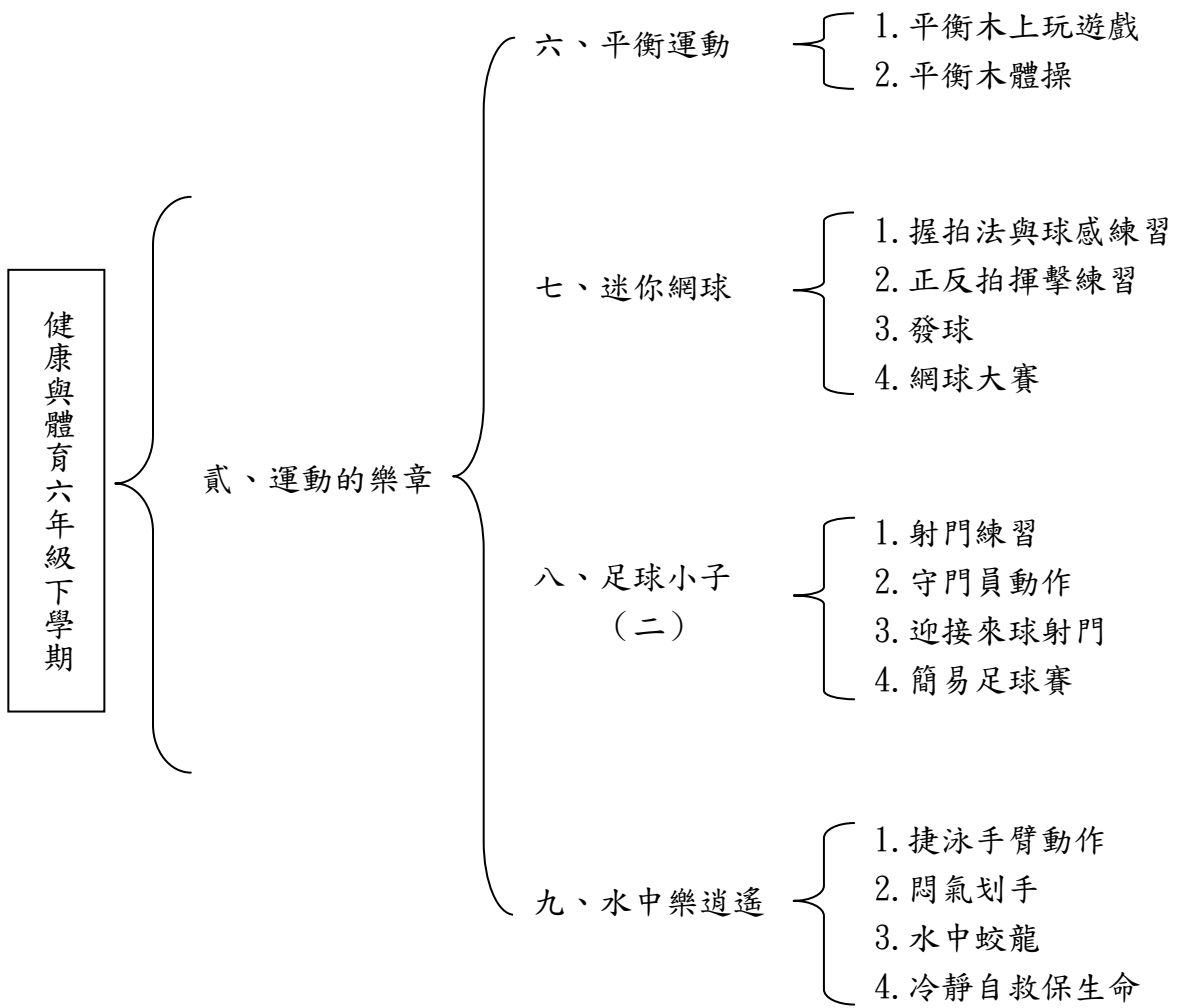 健康與體育六年級下學期
貳、運動的樂章
六、平衡運動
1.平衡木上玩遊戲
2.平衡木體操
七、迷你網球
1.握拍法與球感練習
2.正反拍揮擊練習
3.發球
4.網球大賽
八、足球小子
（二）
1.射門練習
2.守門員動作
3.迎接來球射門
4.簡易足球賽
九、水中樂逍遙
1.捷泳手臂動作
2.悶氣划手
3.水中蛟龍
4.冷靜自救保生命